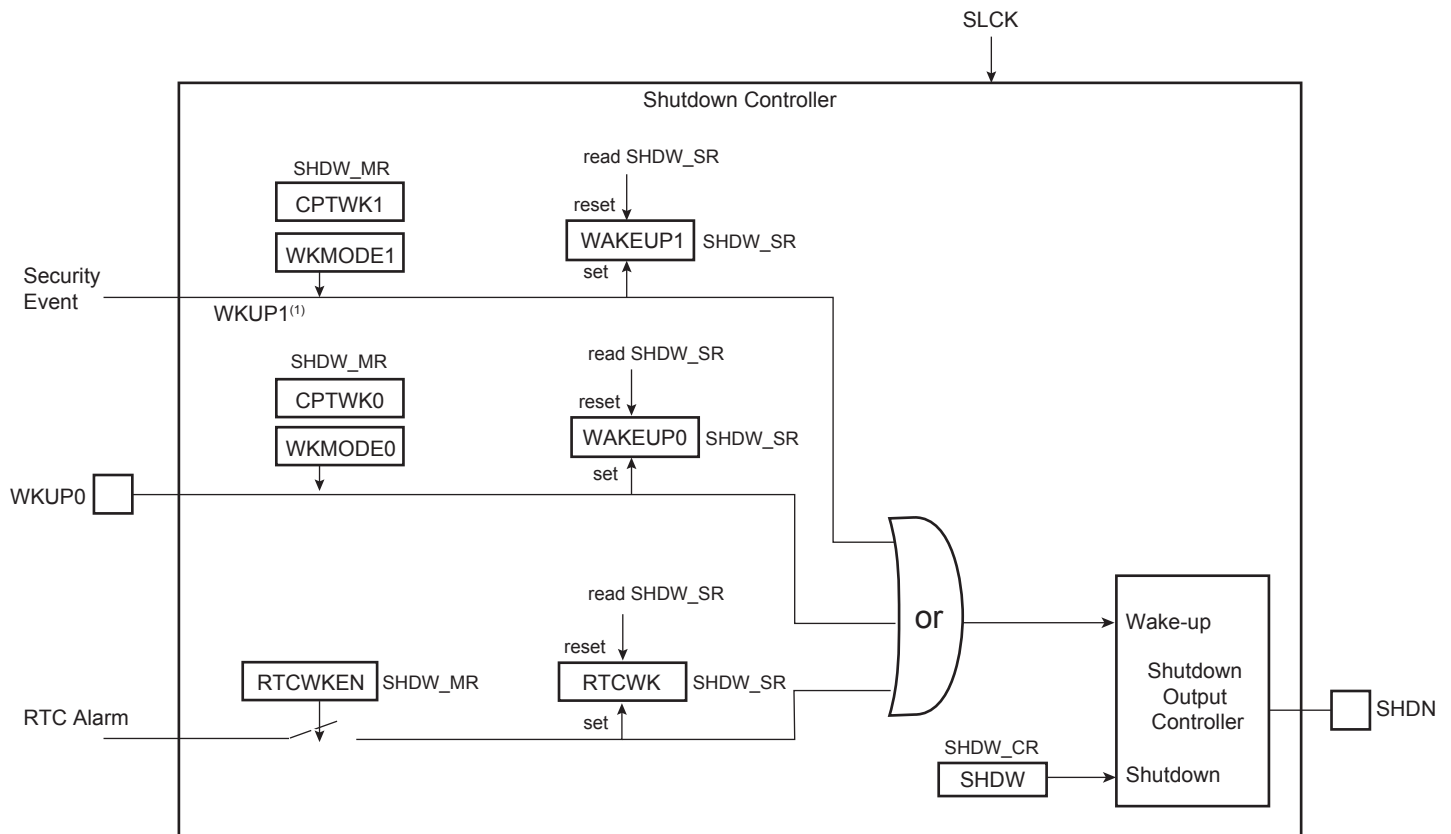 SLCK
Shutdown Controller
SHDW_MR
CPTWK1
WKMODE1
read SHDW_SR
reset
WAKEUP1
SHDW_SR
set
Security
Event
WKUP1(1)
SHDW_MR
CPTWK0
WKMODE0
read SHDW_SR
reset
WAKEUP0
SHDW_SR
set
WKUP0
read SHDW_SR
reset
RTCWKEN
SHDW_MR
RTCWK
SHDW_SR
set
RTC Alarm
or
Wake-up
Shutdown
Output
Controller
SHDN
SHDW_CR
SHDW
Shutdown